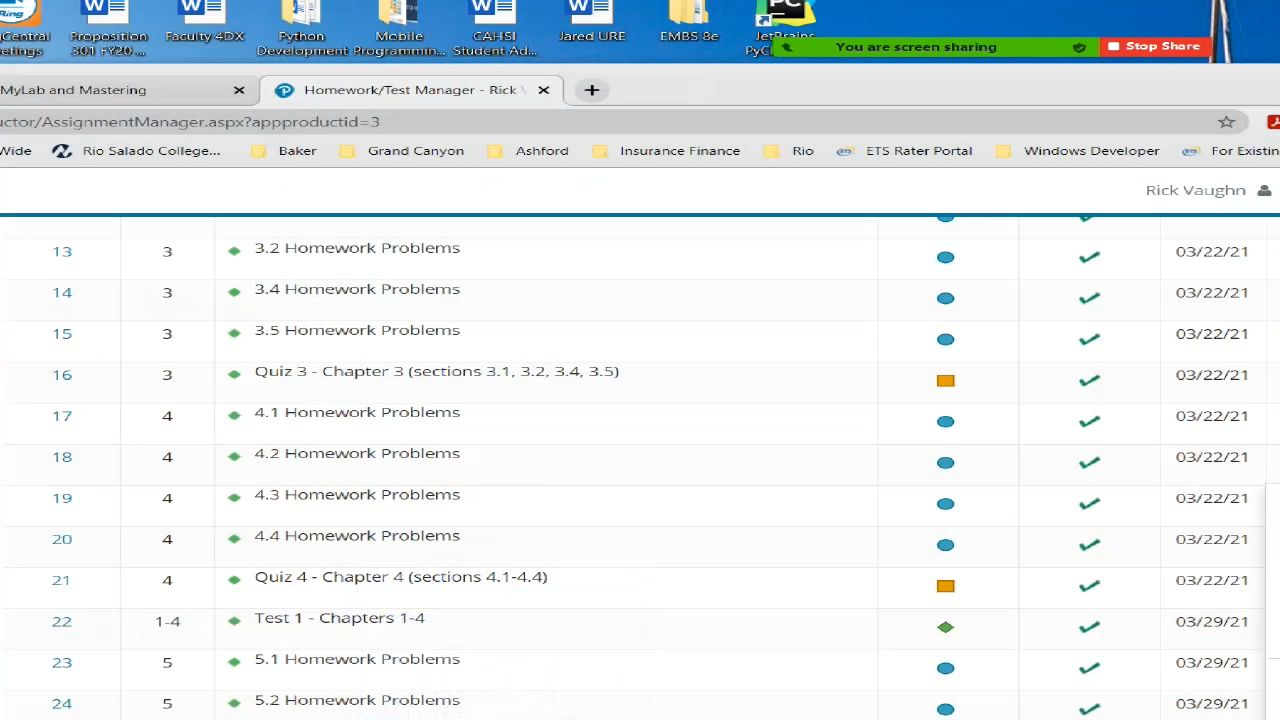 Ring
gCentral
etings
Proposition
301 FY20 ...
Faculty 4DX
Python
Development
Mobile
Programmin...
CAHSI
Student Ad...
Jared URE
EMBS 8e
PC
JetBrains
PyC
You are screen sharing
Stop Share
MyLab and Mastering
Homework/Test Manager - Rick V
uctor/AssignmentManager.aspx?appproductid=3
Wide Rio Salado College... Baker Grand Canyon Ashford Insurance Finance Rio ETS Rater Portal Windows Developer For Existin
Rick Vaughn
13 3 3.2 Homework Problems 03/22/21
14 3 3.4 Homework Problems 03/22/21
15 3 3.5 Homework Problems 03/22/21
16 3 Quiz 3 - Chapter 3 (sections 3.1, 3.2, 3.4, 3.5) 03/22/21
17 4 4.1 Homework Problems 03/22/21
18 4 4.2 Homework Problems 03/22/21
19 4 4.3 Homework Problems 03/22/21
20 4 4.4 Homework Problems 03/22/21
21 4 Quiz 4 - Chapter 4 (sections 4.1-4.4) 03/22/21
22 1-4 Test 1 - Chapters 1-4 03/29/21
23 5 5.1 Homework Problems 03/29/21
24 5 5.2 Homework Problems 03/29/21